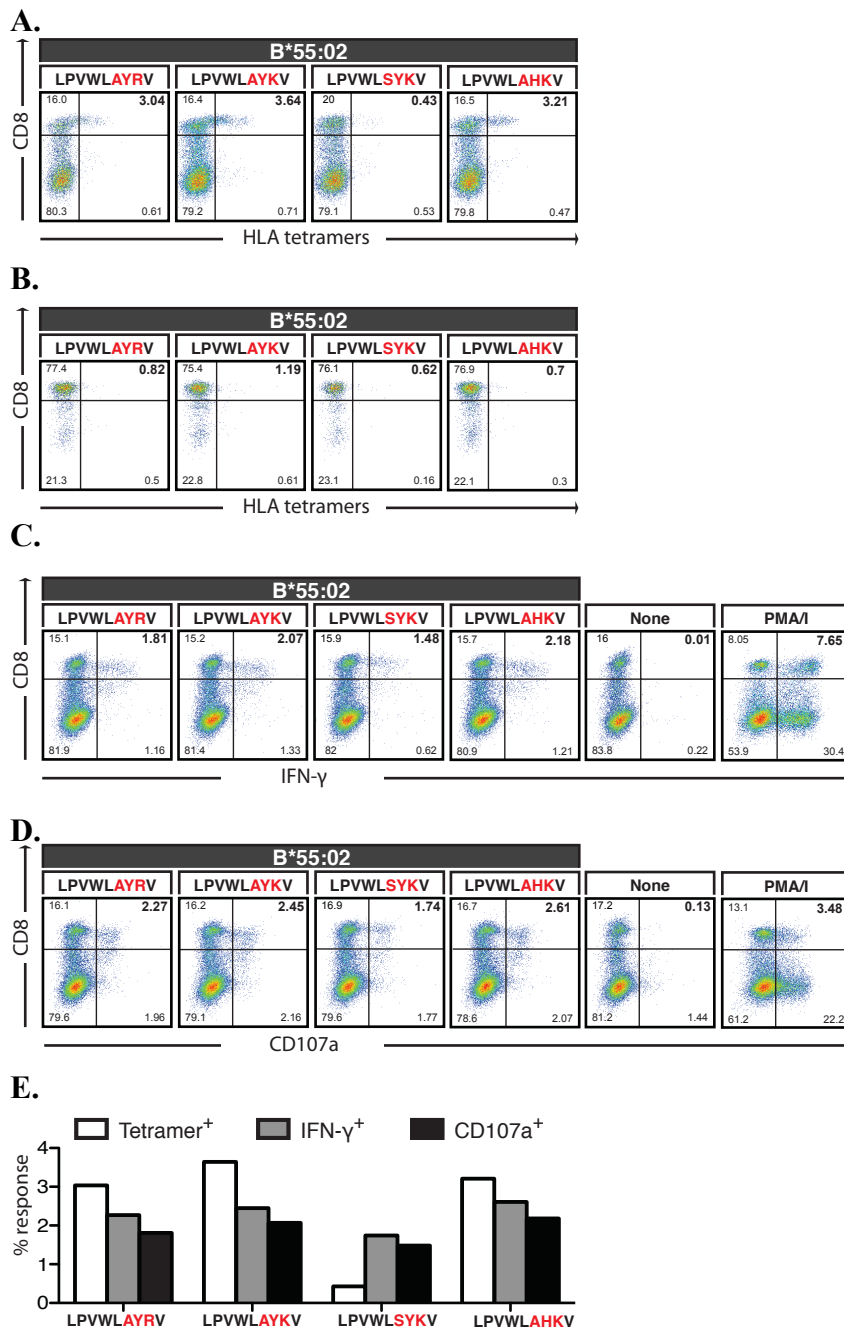 A.
B*55:02
LPVWLAYRV LPVWLAYKV LPVWLSYKV LPVWLAHKV
16.0 3.04 16.4 3.64 20 0.43 16.5 3.21
CD8
80.3 0.61 79.2 0.71 79.1 0.53 79.8 0.47
HLA tetramers
B.
B*55:02
LPVWLAYRV LPVWLAYKV LPVWLSYKV LPVWLAHKV
77.4 0.82 75.4 1.19 76.1 0.62 76.9 0.7
CD8
21.3 0.5 22.8 0.61 23.1 0.16 22.1 0.3
HLA tetramers
C.
B*55:02
LPVWLAYRV LPVWLAYKV LPVWLSYKV LPVWLAHKV None PMA/I
15.1 1.81 15.2 2.07 15.9 1.48 15.7 2.18 16 0.01 8.05 7.65
CD8
81.9 1.16 81.4 1.33 82 0.62 80.9 1.21 83.8 0.22 53.9 30.4
IFN-γ
D.
B*55:02
LPVWLAYRV LPVWLAYKV LPVWLSYKV LPVWLAHKV None PMA/I
16.1 2.27 16.2 2.45 16.9 1.74 16.7 2.61 17.2 0.13 13.1 3.48
CD8
79.6 1.96 79.1 2.16 79.6 1.77 78.6 2.07 81.2 1.44 61.2 22.2
CD107a
E.
Tetramer+ IFN-γ+ CD107a+
4
3
2
1
0
% response
LPVWLAYRV LPVWLAYKV LPVWLSYKV LPVWLAHKV